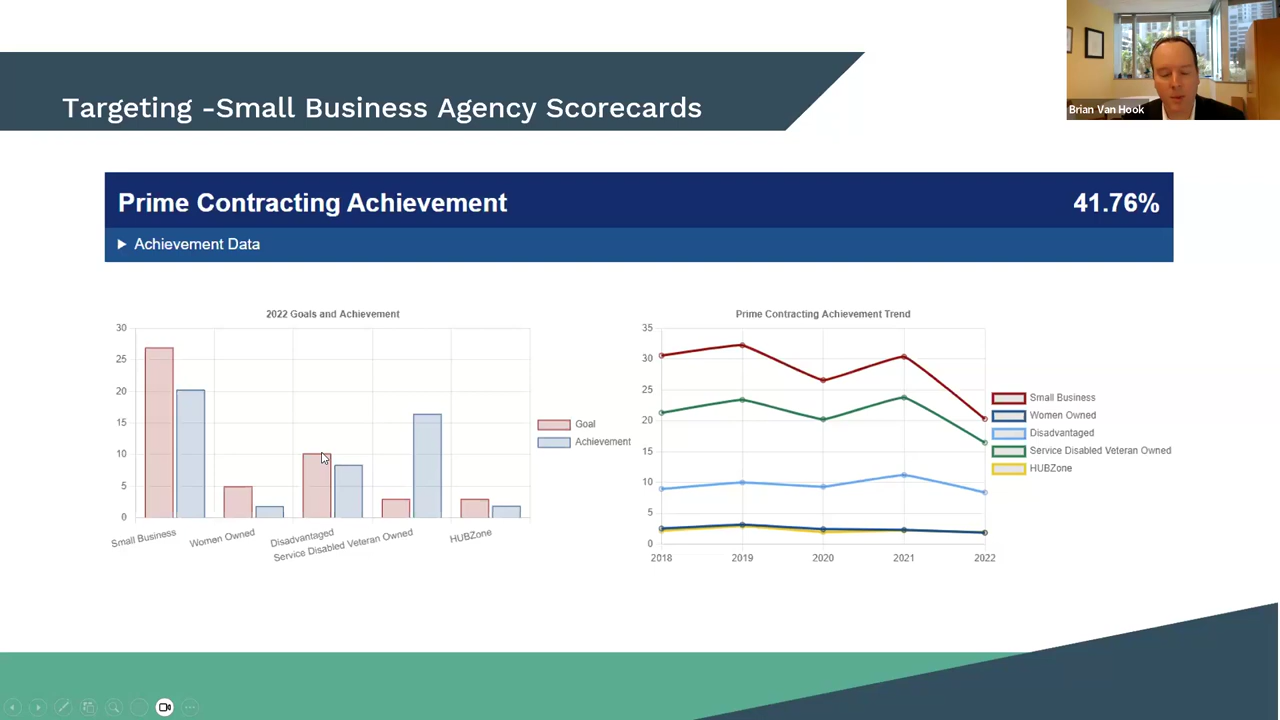 Brian Van Hook
Targeting -Small Business Agency Scorecards
Prime Contracting Achievement 41.76%
▶ Achievement Data
2022 Goals and Achievement
30
25
20
15
10
5
0
Small Business
Women Owned
Disadvantaged
Service Disabled Veteran Owned
HUBZone
Goal
Achievement
Prime Contracting Achievement Trend
35
30
25
20
15
10
5
0
2018 2019 2020 2021 2022
Small Business
Women Owned
Disadvantaged
Service Disabled Veteran Owned
HUBZone